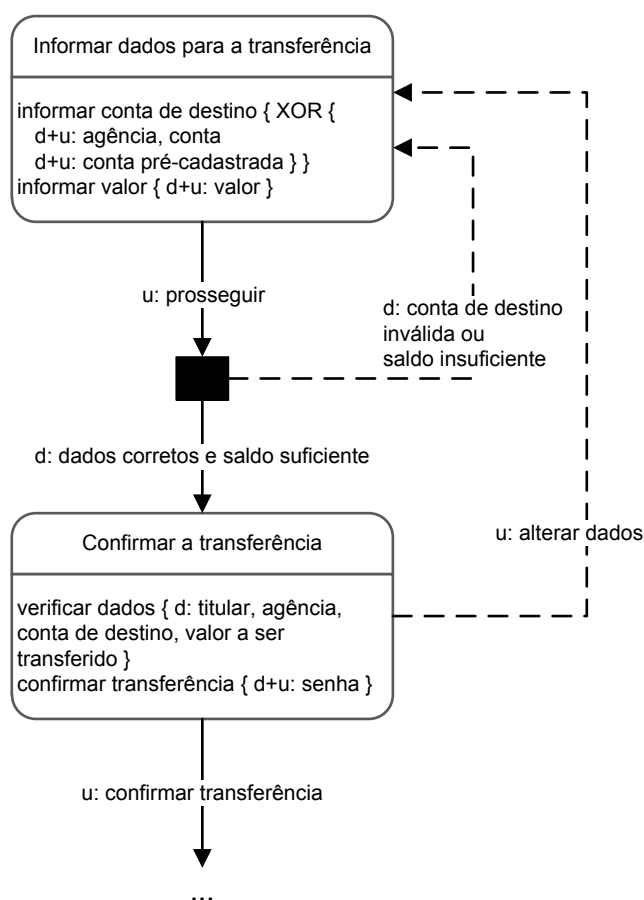 Informar dados para a transferência
informar conta de destino { XOR {
d+u: agência, conta
d+u: conta pré-cadastrada } }
informar valor { d+u: valor }
u: prosseguir
d: conta de destino
inválida ou
saldo insuficiente
d: dados corretos e saldo suficiente
u: alterar dados
Confirmar a transferência
verificar dados { d: titular, agência,
conta de destino, valor a ser
transferido }
confirmar transferência { d+u: senha }
u: confirmar transferência
...